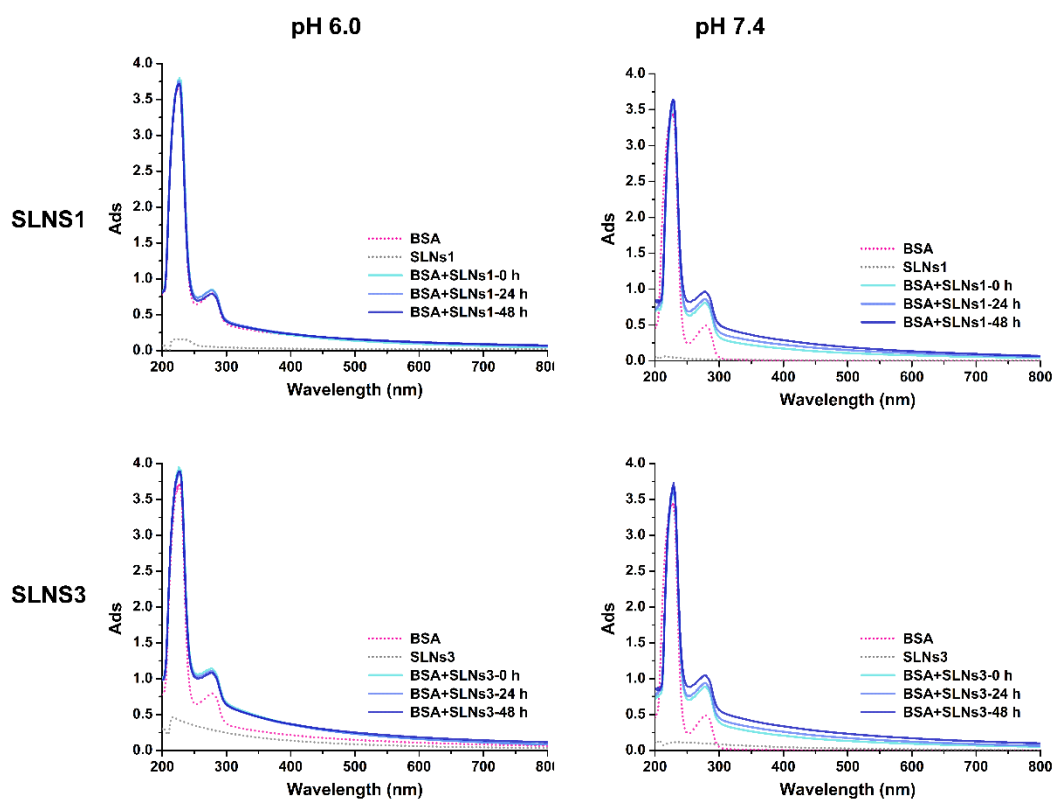 pH 6.0
pH 7.4
SLNS1
Ads
4.0
3.5
3.0
2.5
2.0
1.5
1.0
0.5
0.0
200 300 400 500 600 700 800
Wavelength (nm)
BSA
SLNs1
BSA+SLNs1-0 h
BSA+SLNs1-24 h
BSA+SLNs1-48 h
Ads
4.0
3.5
3.0
2.5
2.0
1.5
1.0
0.5
0.0
200 300 400 500 600 700 800
Wavelength (nm)
BSA
SLNs1
BSA+SLNs1-0 h
BSA+SLNs1-24 h
BSA+SLNs1-48 h
SLNS3
Ads
4.0
3.5
3.0
2.5
2.0
1.5
1.0
0.5
0.0
200 300 400 500 600 700 800
Wavelength (nm)
BSA
SLNs3
BSA+SLNs3-0 h
BSA+SLNs3-24 h
BSA+SLNs3-48 h
Ads
4.0
3.5
3.0
2.5
2.0
1.5
1.0
0.5
0.0
200 300 400 500 600 700 800
Wavelength (nm)
BSA
SLNs3
BSA+SLNs3-0 h
BSA+SLNs3-24 h
BSA+SLNs3-48 h